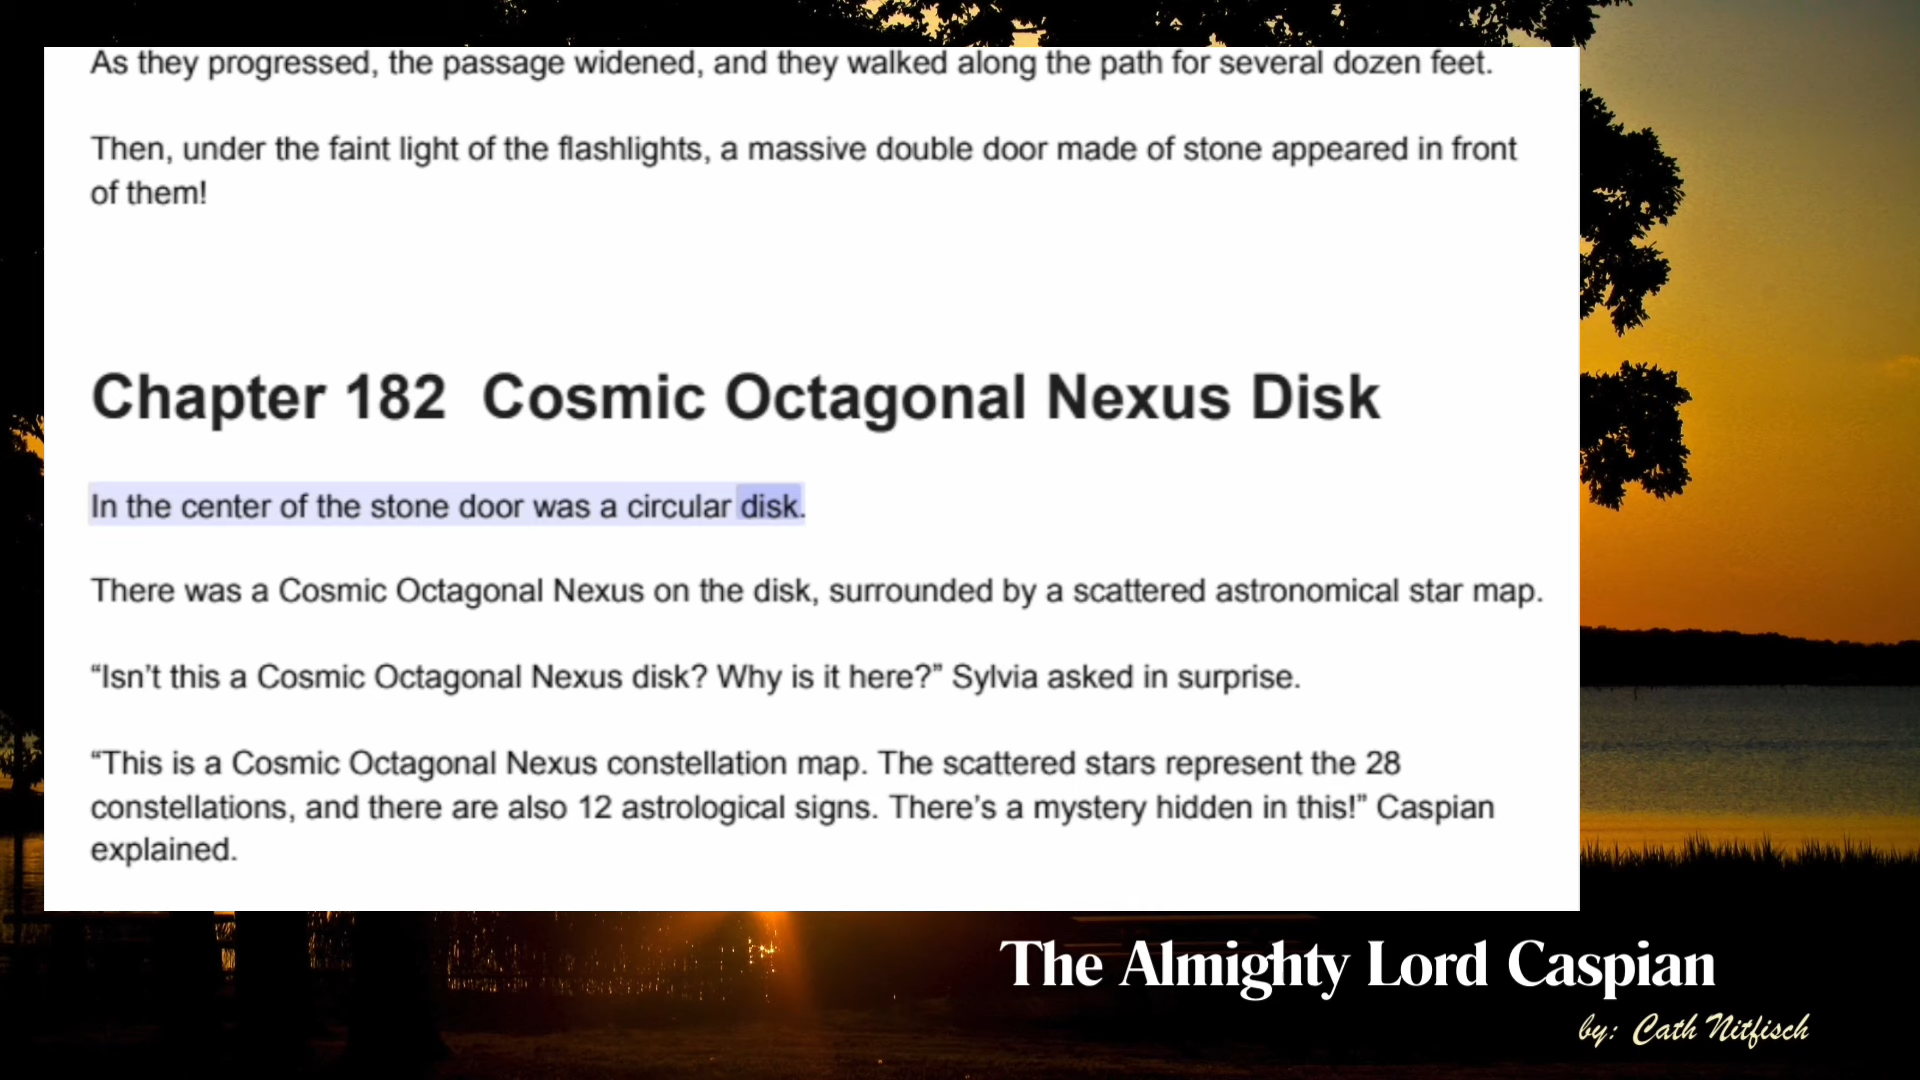 As they progressed, the passage widened, and they walked along the path for several dozen feet.
Then, under the faint light of the flashlights, a massive double door made of stone appeared in front
of them!
Chapter 182  Cosmic Octagonal Nexus Disk
In the center of the stone door was a circular disk.
There was a Cosmic Octagonal Nexus on the disk, surrounded by a scattered astronomical star map.
“Isn’t this a Cosmic Octagonal Nexus disk? Why is it here?” Sylvia asked in surprise.
“This is a Cosmic Octagonal Nexus constellation map. The scattered stars represent the 28
constellations, and there are also 12 astrological signs. There’s a mystery hidden in this!” Caspian
explained.
The Almighty Lord Caspian
by: Cath Nitfisch